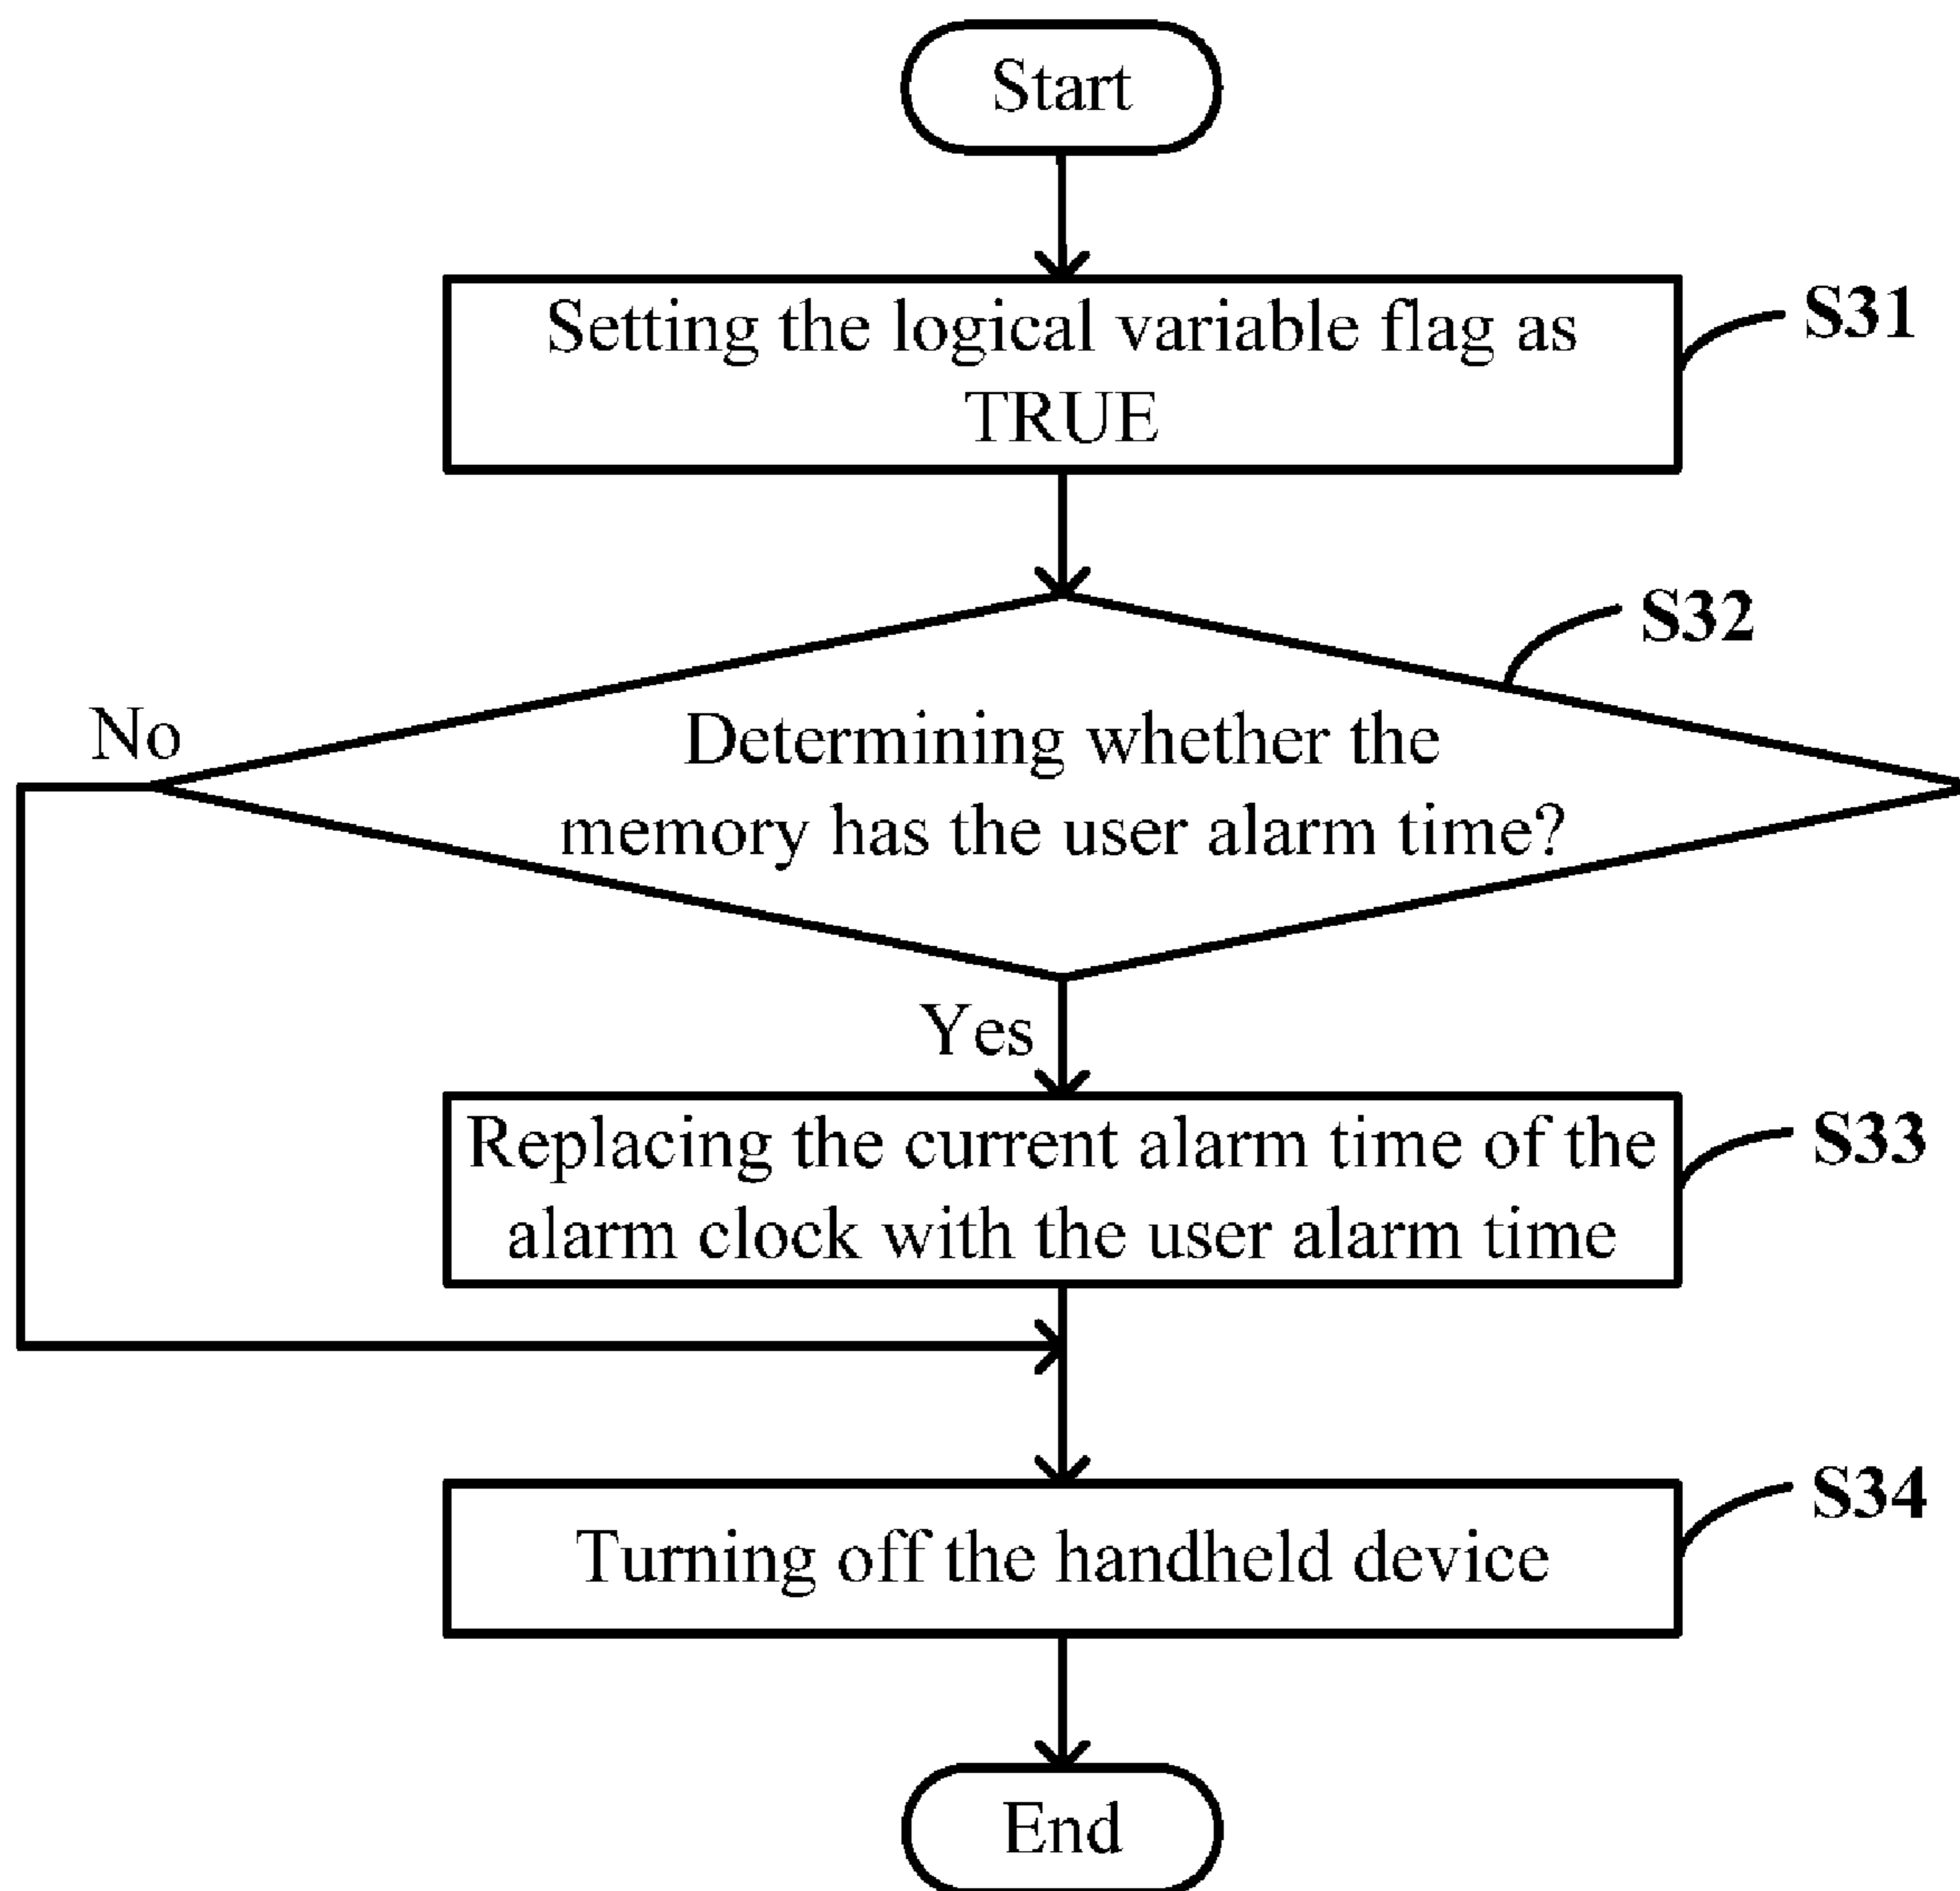 Start
Setting the logical variable flag as
TRUE
S31
S32
No
Determining whether the
memory has the user alarm time?
Yes
Replacing the current alarm time of the
alarm clock with the user alarm time
S33
Turning off the handheld device
S34
End